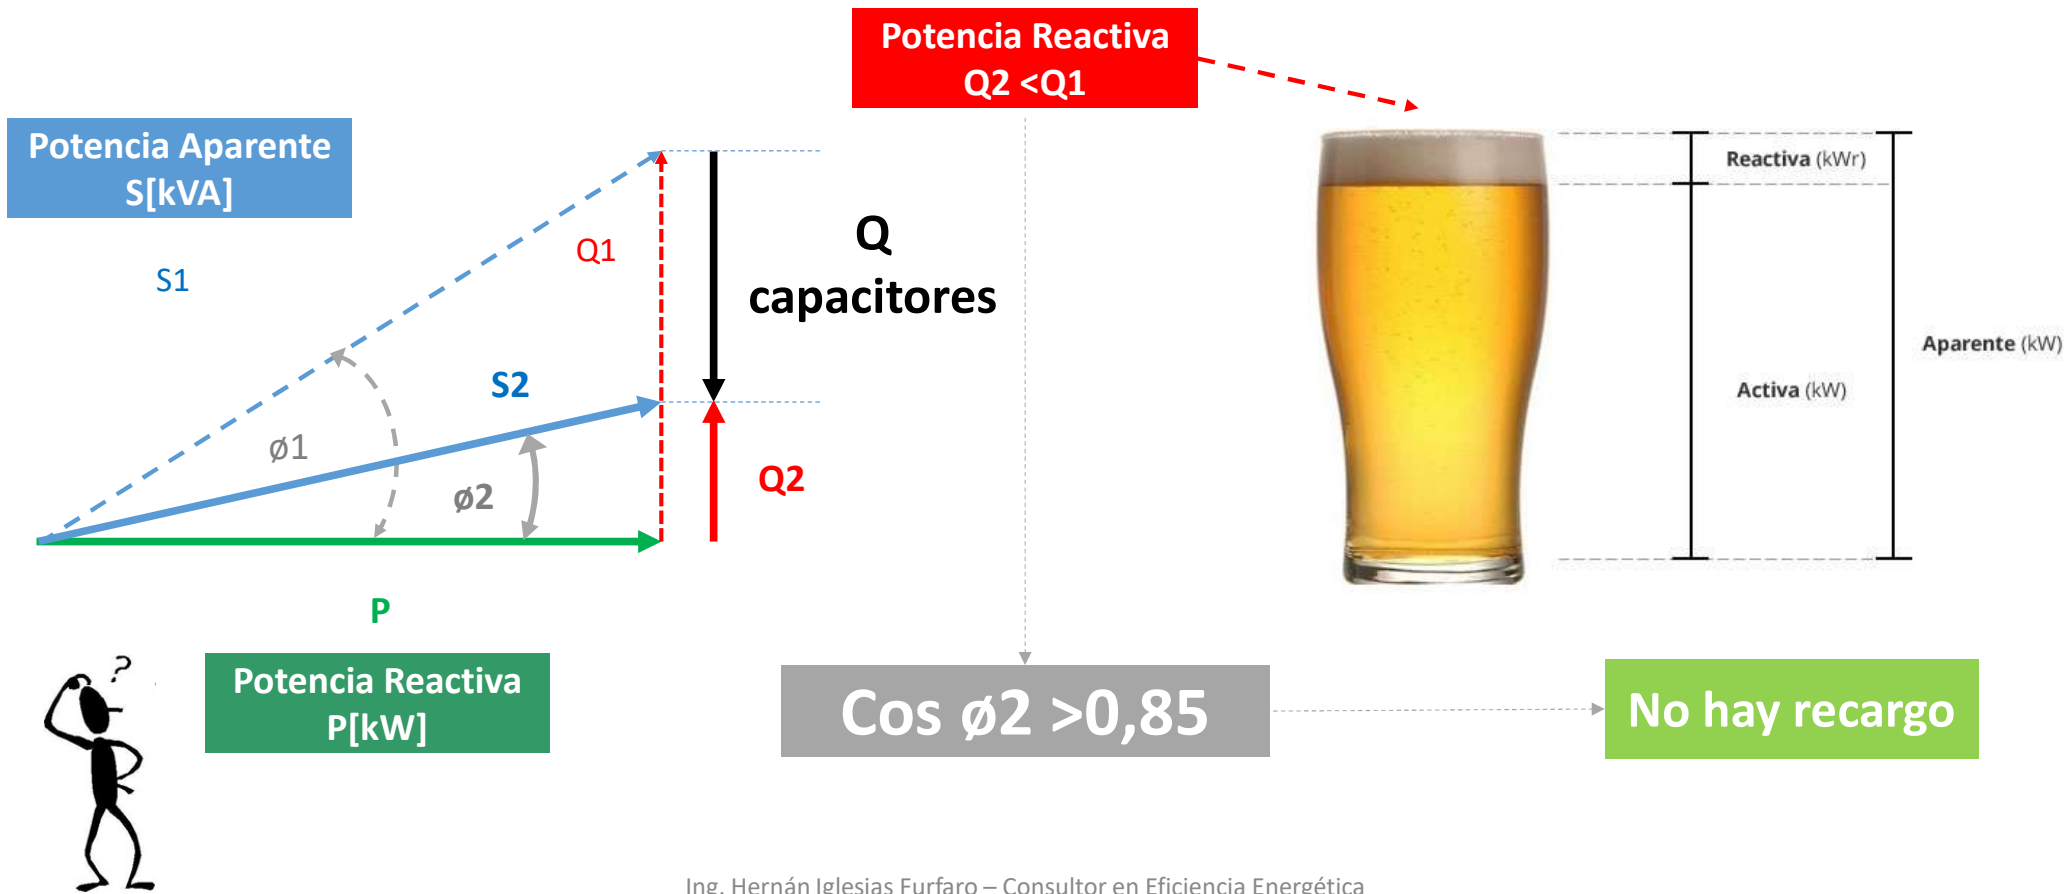 Potencia Reactiva
Q2 <Q1
Potencia Aparente
S[kVA]
S1
Q1
Q
capacitores
S2
ø1
ø2
Q2
P
Potencia Reactiva
P[kW]
Reactiva (kWr)
Activa (kW)
Aparente (kW)
?
Cos ø2 >0,85
No hay recargo
Ing. Hernán Iglesias Furfaro – Consultor en Eficiencia Energética